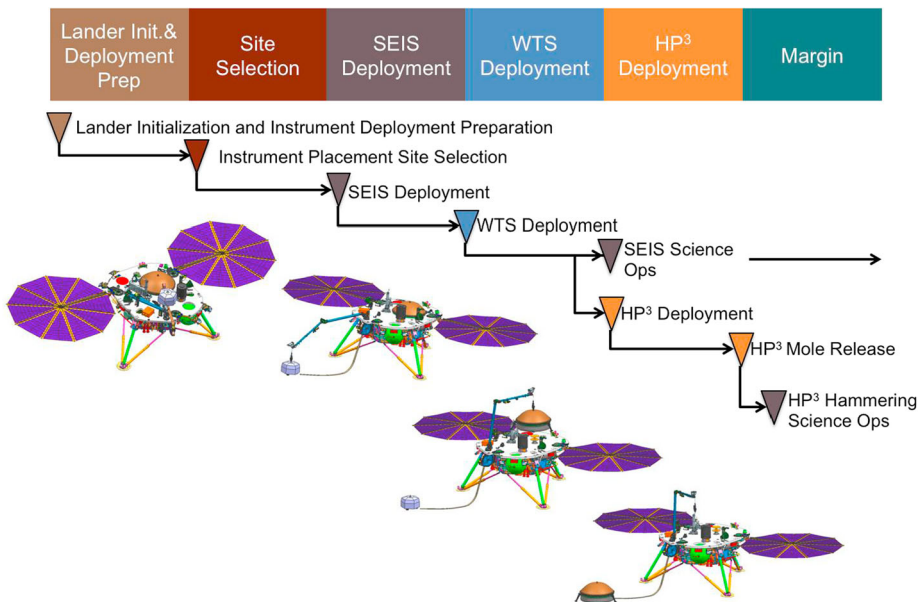 Lander Init.&
Deployment
Prep
Site
Selection
SEIS
Deployment
WTS
Deployment
HP³
Deployment
Margin
Lander Initialization and Instrument Deployment Preparation
Instrument Placement Site Selection
SEIS Deployment
WTS Deployment
SEIS Science
Ops
HP³ Deployment
HP³ Mole Release
HP³ Hammering
Science Ops